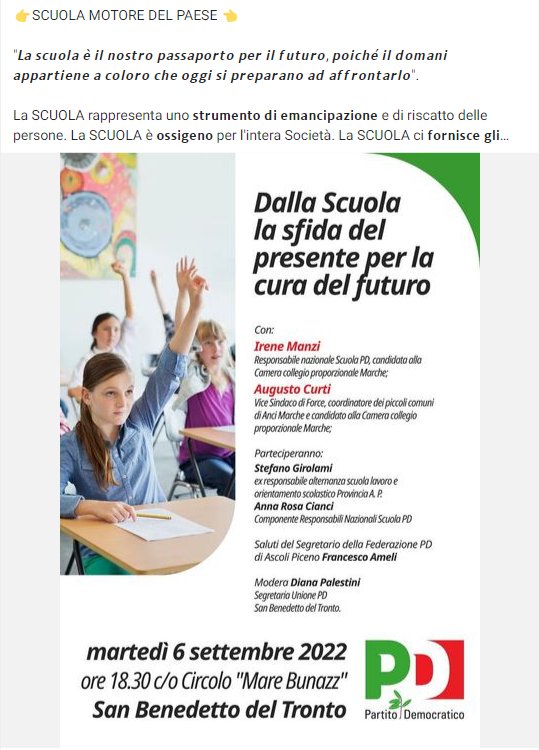 👉SCUOLA MOTORE DEL PAESE 👈
"La scuola è il nostro passaporto per il futuro, poiché il domani
appartiene a coloro che oggi si preparano ad affrontarlo".
La SCUOLA rappresenta uno strumento di emancipazione e di riscatto delle
persone. La SCUOLA è ossigeno per l'intera Società. La SCUOLA ci fornisce gli...
Dalla Scuola
la sfida del
presente per la
cura del futuro
Con:
Irene Manzi
Responsabile nazionale Scuola PD, candidata alla
Camera collegio proporzionale Marche;
Augusto Curti
Vice Sindaco di Force, coordinatore dei piccoli comuni
di Anci Marche e candidato alla Camera collegio
proporzionale Marche;
Parteciperanno:
Stefano Girolami
ex responsabile alternanza scuola lavoro e
orientamento scolastico Provincia A. P.
Anna Rosa Cianci
Componente Responsabili Nazionali Scuola PD
Saluti del Segretario della Federazione PD
di Ascoli Piceno Francesco Ameli
Modera Diana Palestini
Segretaria Unione PD
San Benedetto del Tronto.
martedì 6 settembre 2022
ore 18.30 c/o Circolo "Mare Bunazz"
San Benedetto del Tronto
PD
Partito Democratico